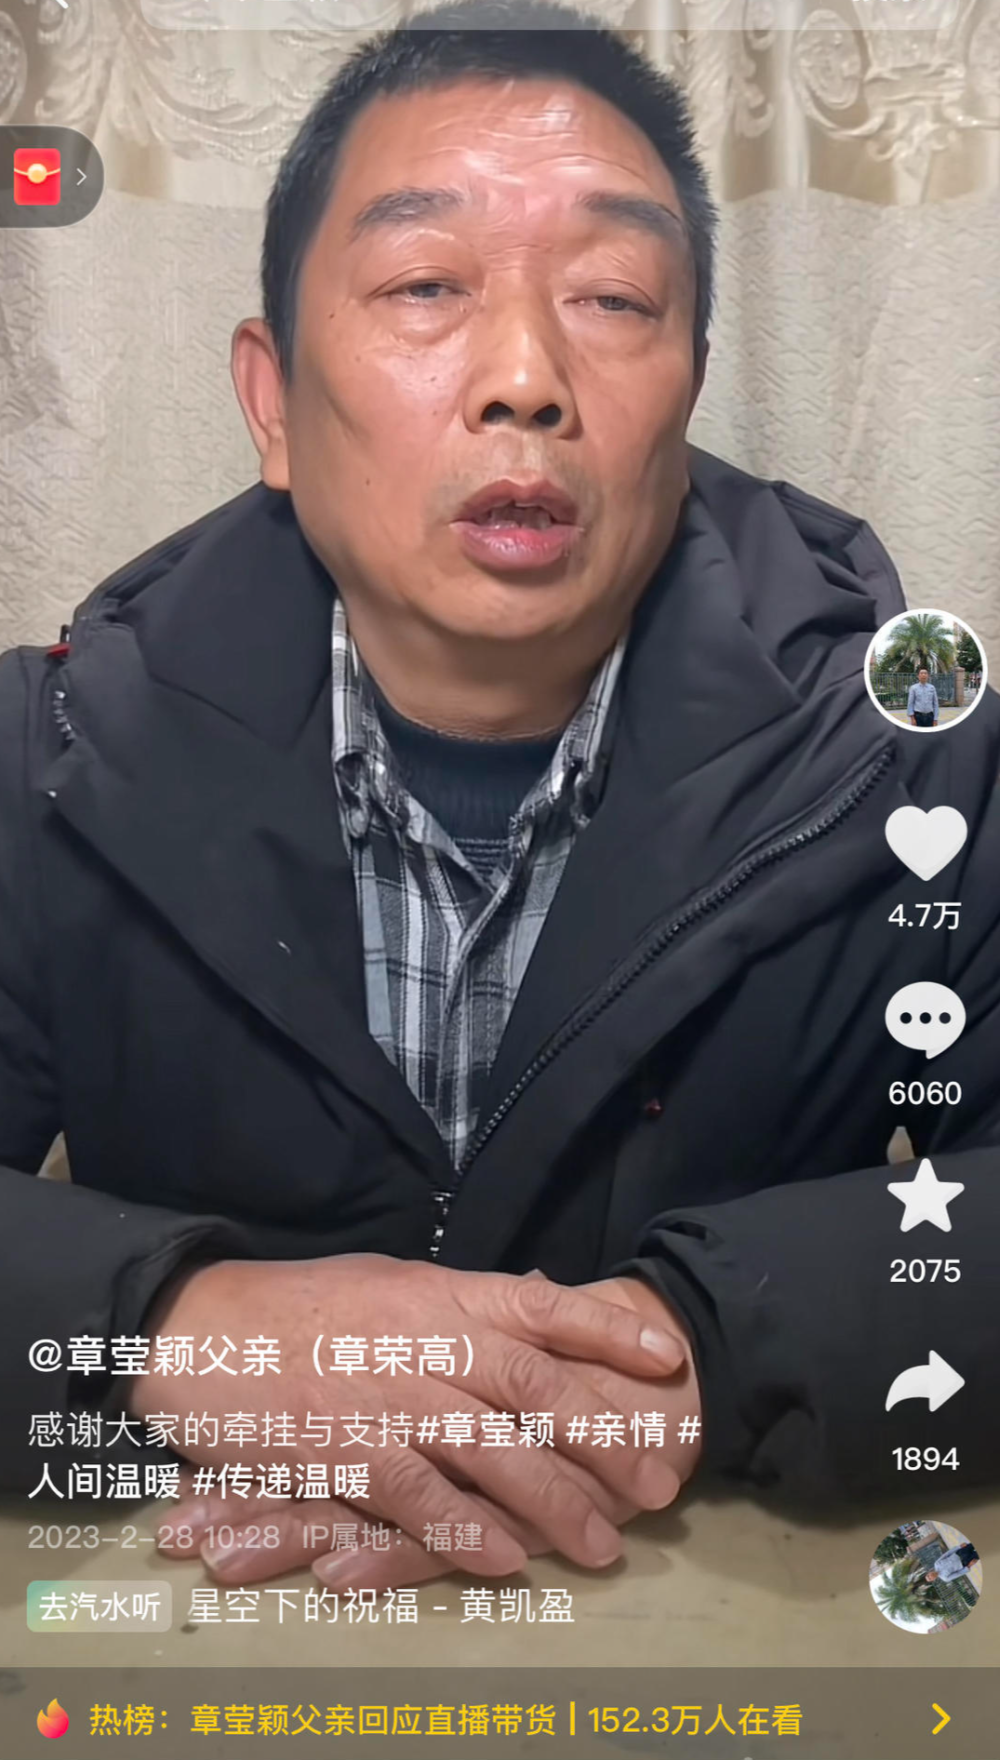 4.7万
6060
2075
1894
@章莹颖父亲（章荣高）
感谢大家的牵挂与支持#章莹颖 #亲情 #
人间温暖 #传递温暖
2023-2-28 10:28 IP属地：福建
去汽水听 星空下的祝福 - 黄凯盈
热榜：章莹颖父亲回应直播带货 | 152.3万人在看